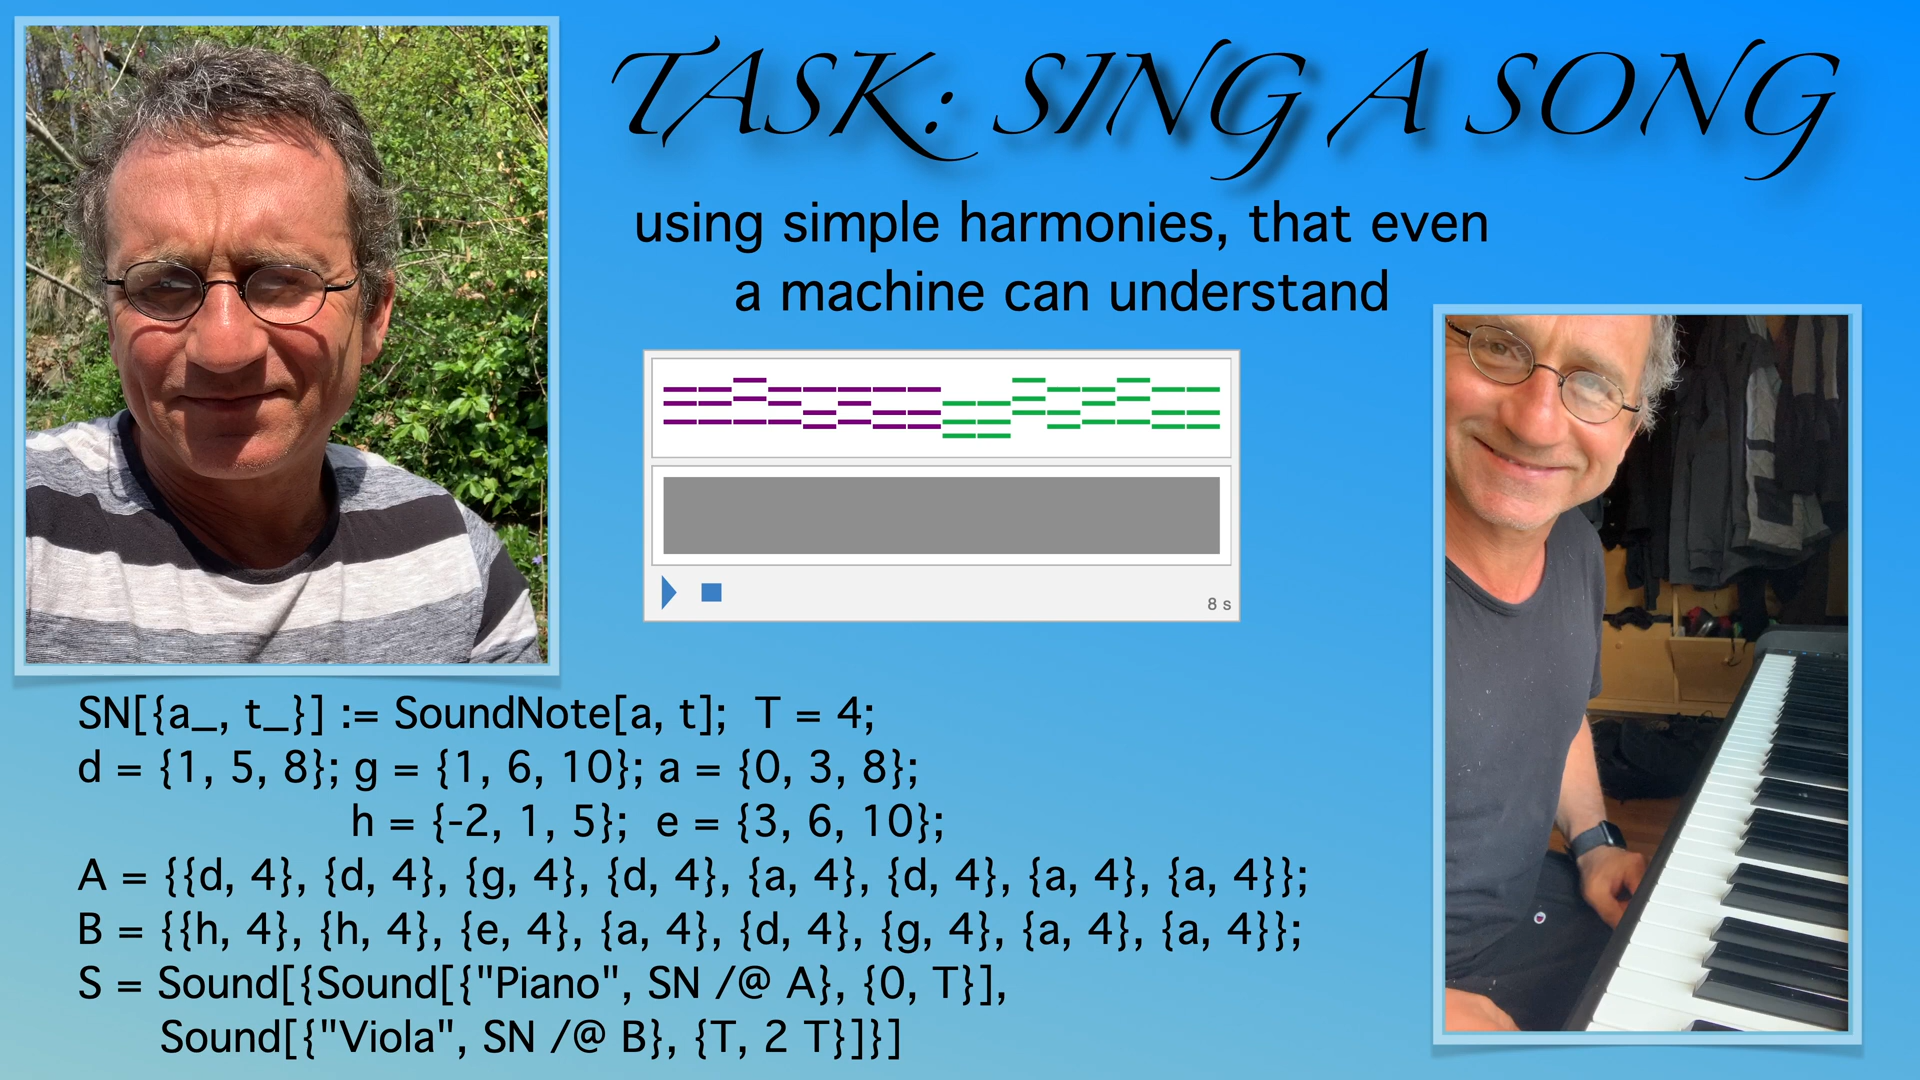 TASK: SING A SONG
using simple harmonies, that even
a machine can understand
8 s
SN[{a_, t_}] := SoundNote[a, t];  T = 4;
d = {1, 5, 8}; g = {1, 6, 10}; a = {0, 3, 8};
h = {-2, 1, 5};  e = {3, 6, 10};
A = {{d, 4}, {d, 4}, {g, 4}, {d, 4}, {a, 4}, {d, 4}, {a, 4}, {a, 4}};
B = {{h, 4}, {h, 4}, {e, 4}, {a, 4}, {d, 4}, {g, 4}, {a, 4}, {a, 4}};
S = Sound[{Sound[{"Piano", SN /@ A}, {0, T}],
Sound[{"Viola", SN /@ B}, {T, 2 T}]}]